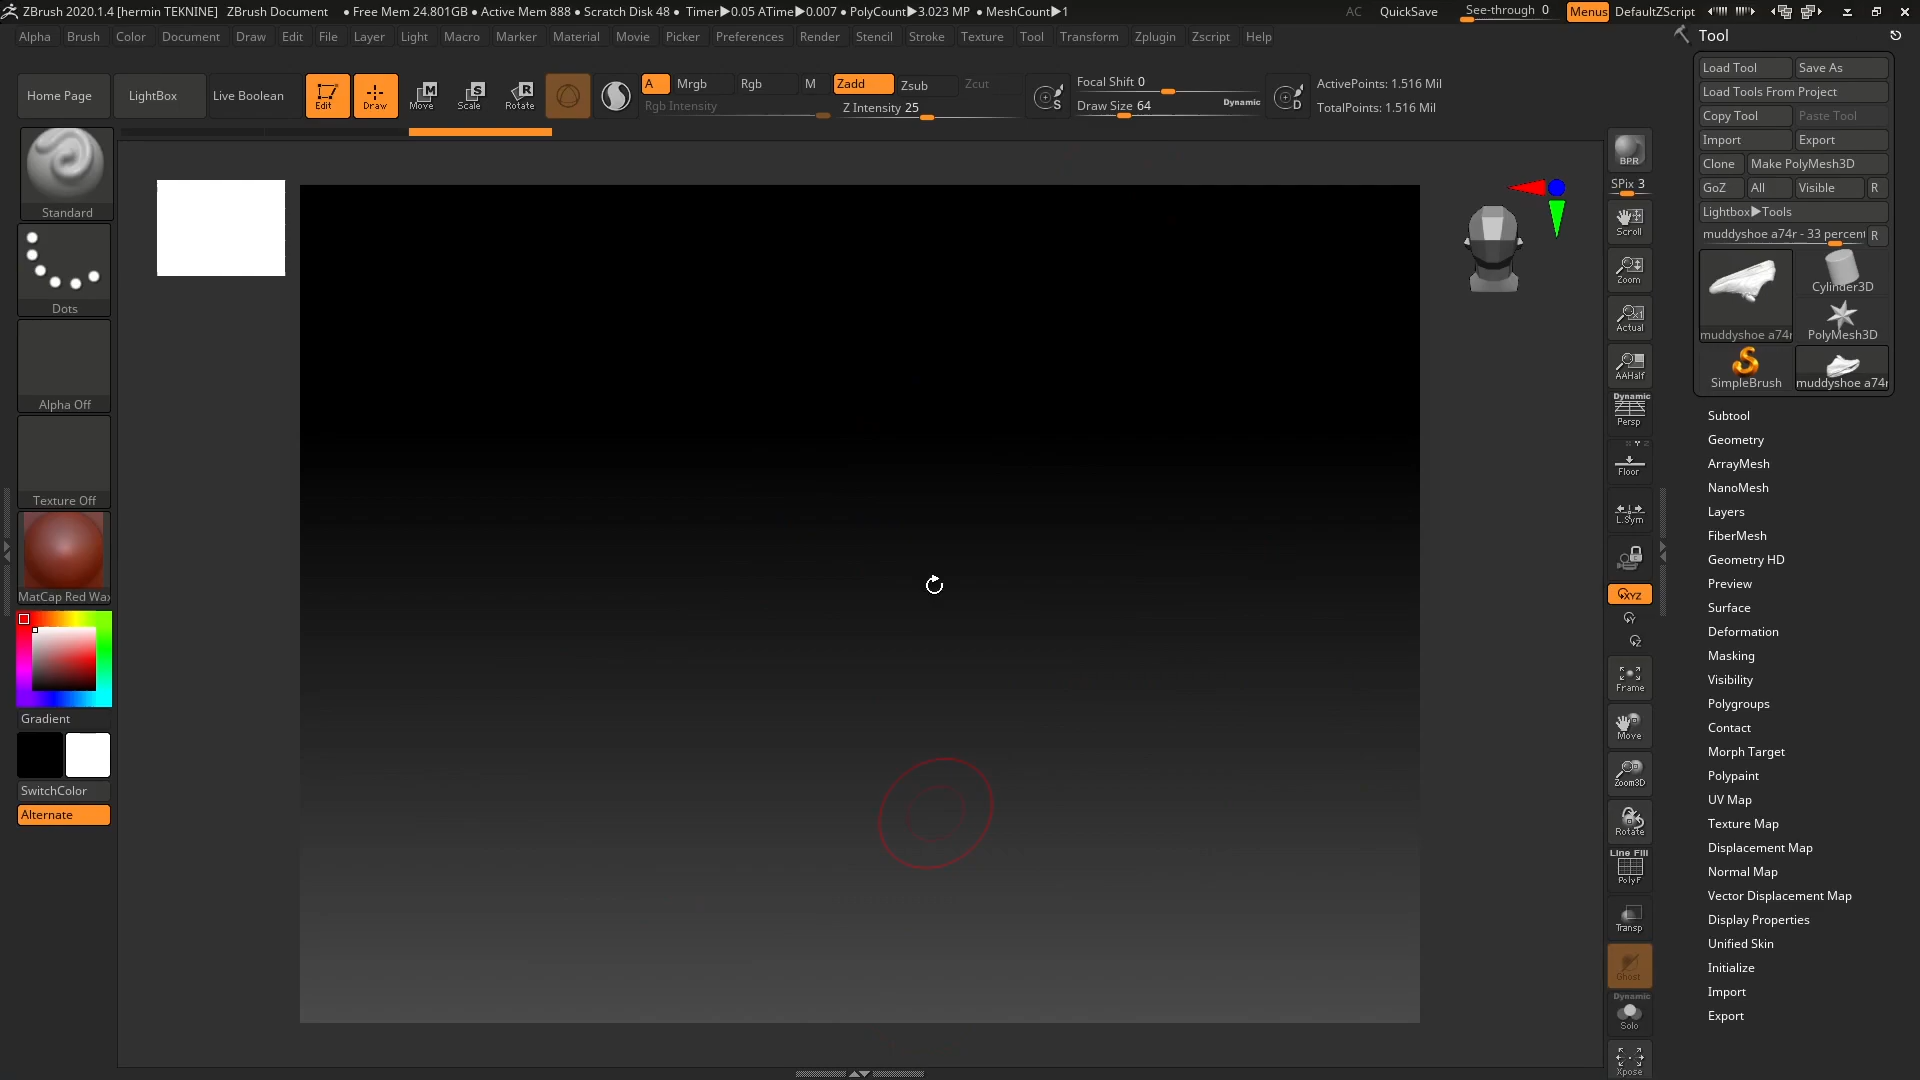 ZBrush 2020.1.4 [hermin TEKNINE] ZBrush Document • Free Mem 24.801GB • Active Mem 888 • Scratch Disk 48 • Timer▶0.05 ATime▶0.007 • PolyCount▶3.023 MP • MeshCount▶1 AC QuickSave See-through 0 Menus DefaultZScript
Alpha Brush Color Document Draw Edit File Layer Light Macro Marker Material Movie Picker Preferences Render Stencil Stroke Texture Tool Transform Zplugin Zscript Help
Home Page LightBox Live Boolean Edit Draw Move Scale Rotate
A Mrgb Rgb M Zadd Zsub Zcut
Rgb Intensity Z Intensity 25
Focal Shift 0
Draw Size 64 Dynamic
ActivePoints: 1.516 Mil
TotalPoints: 1.516 Mil
Standard
Dots
Alpha Off
Texture Off
MatCap Red Wax
Gradient
SwitchColor
Alternate
BPR
SPix 3
Scroll
Zoom
Actual
AAHalf
Dynamic
Persp
Floor
L.Sym
XYZ
Y
Z
Frame
Move
Zoom3D
Rotate
Line Fill
PolyF
Transp
Ghost
Dynamic
Solo
Xpose
Tool
Load Tool Save As
Load Tools From Project
Copy Tool Paste Tool
Import Export
Clone Make PolyMesh3D
GoZ All Visible R
Lightbox▶Tools
muddyshoe a74r - 33 percent R
muddyshoe a74r
Cylinder3D
PolyMesh3D
SimpleBrush
muddyshoe a74r
Subtool
Geometry
ArrayMesh
NanoMesh
Layers
FiberMesh
Geometry HD
Preview
Surface
Deformation
Masking
Visibility
Polygroups
Contact
Morph Target
Polypaint
UV Map
Texture Map
Displacement Map
Normal Map
Vector Displacement Map
Display Properties
Unified Skin
Initialize
Import
Export